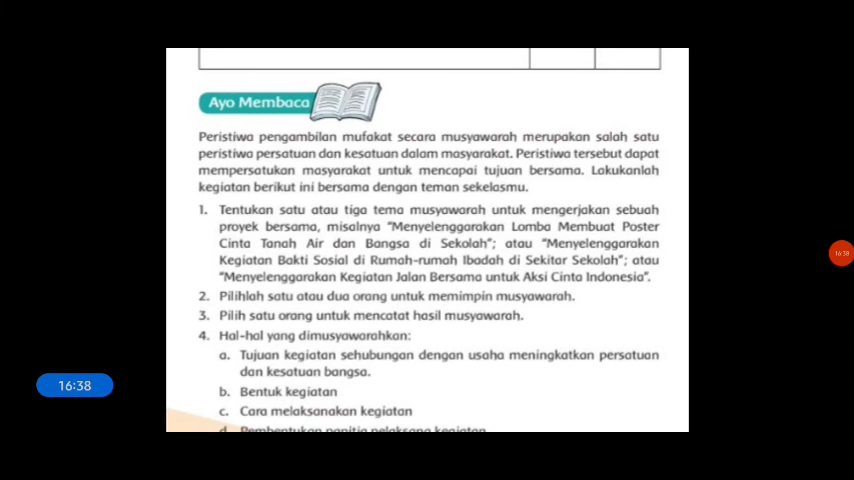 Ayo Membaca
Peristiwa pengambilan mufakat secara musyawarah merupakan salah satu
peristiwa persatuan dan kesatuan dalam masyarakat. Peristiwa tersebut dapat
mempersatukan masyarakat untuk mencapai tujuan bersama. Lakukanlah
kegiatan berikut ini bersama dengan teman sekelasmu.
1. Tentukan satu atau tiga tema musyawarah untuk mengerjakan sebuah
proyek bersama, misalnya "Menyelenggarakan Lomba Membuat Poster
Cinta Tanah Air dan Bangsa di Sekolah"; atau "Menyelenggarakan
Kegiatan Bakti Sosial di Rumah-rumah Ibadah di Sekitar Sekolah"; atau
"Menyelenggarakan Kegiatan Jalan Bersama untuk Aksi Cinta Indonesia".
2. Pilihlah satu atau dua orang untuk memimpin musyawarah.
3. Pilih satu orang untuk mencatat hasil musyawarah.
4. Hal-hal yang dimusyawarahkan:
a. Tujuan kegiatan sehubungan dengan usaha meningkatkan persatuan
dan kesatuan bangsa.
b. Bentuk kegiatan
c. Cara melaksanakan kegiatan
d. Pembentukan panitia pelaksana kegiatan
16:38
16:38